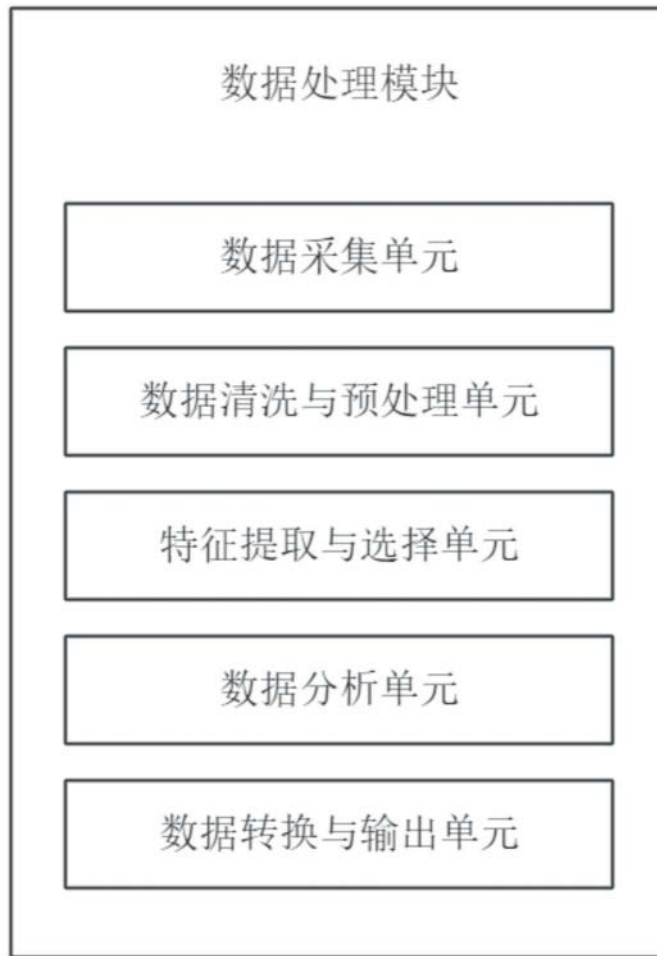 数据处理模块
数据采集单元
数据清洗与预处理单元
特征提取与选择单元
数据分析单元
数据转换与输出单元